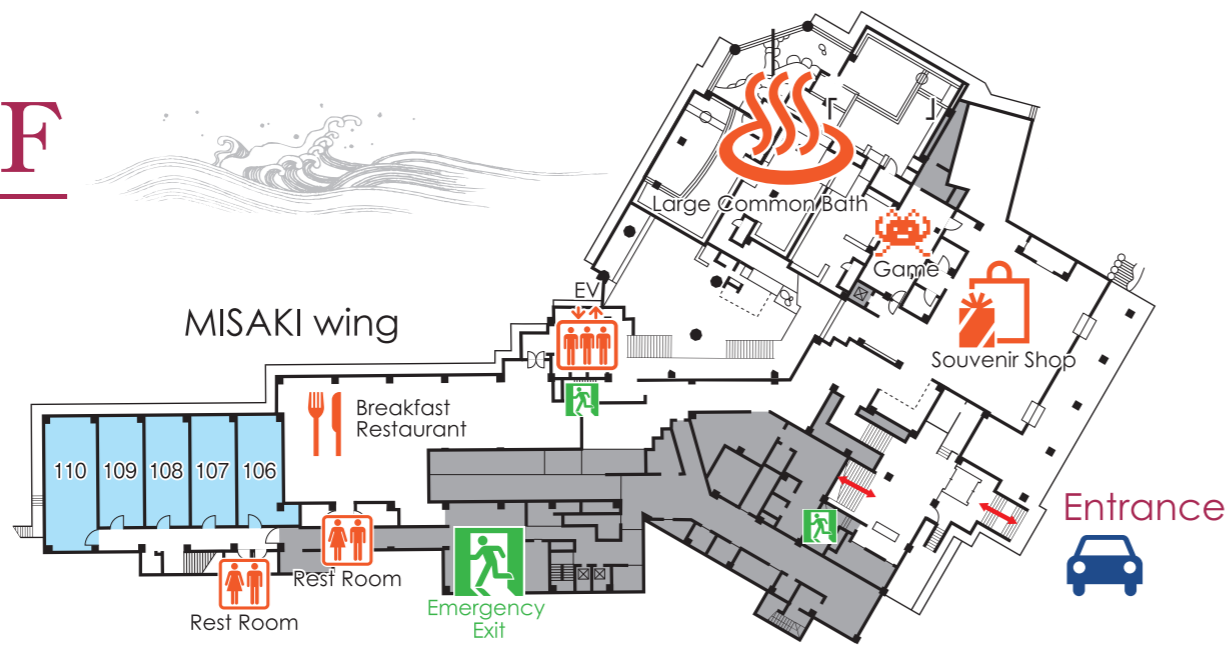 F
Large Common Bath
Game
EV
MISAKI wing
Souvenir Shop
Breakfast
Restaurant
110 109 108 107 106
Entrance
Rest Room
Emergency
Exit
Rest Room